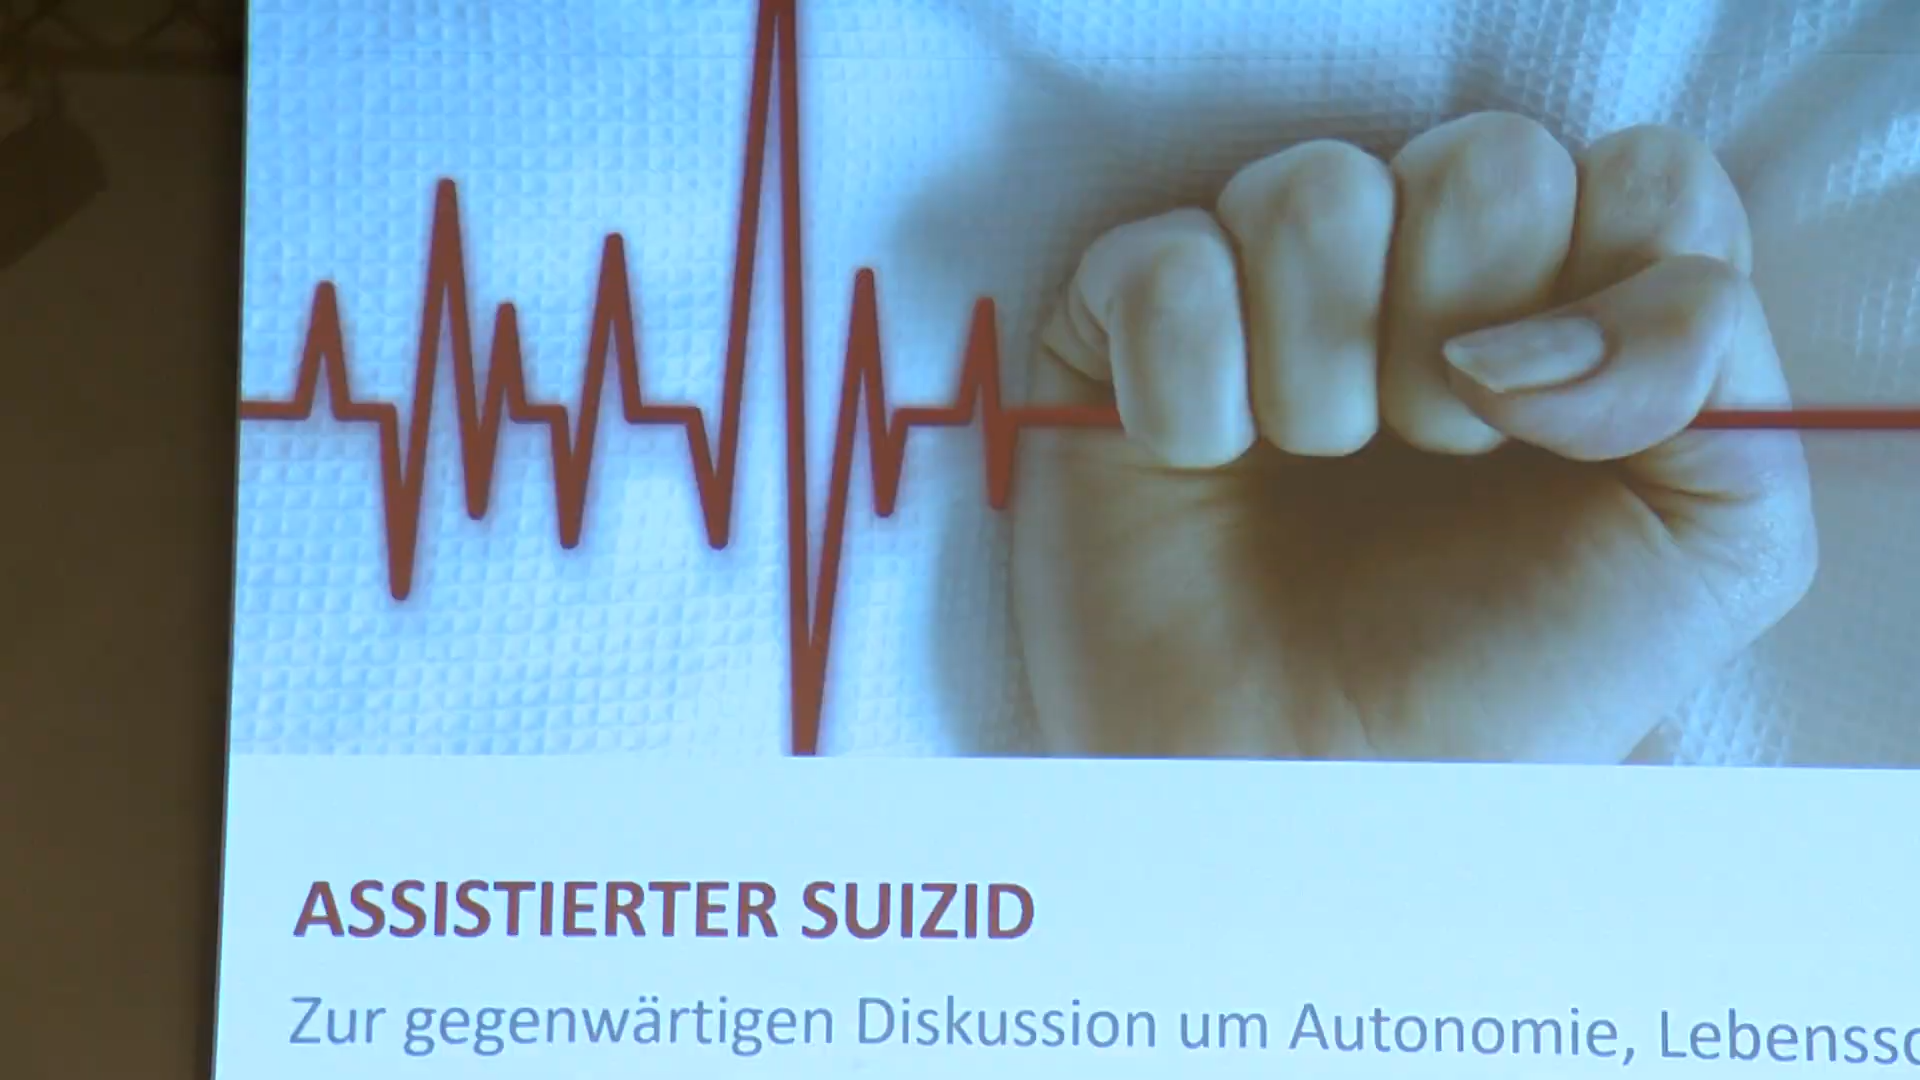 ASSISTIERTER SUIZID
Zur gegenwärtigen Diskussion um Autonomie,